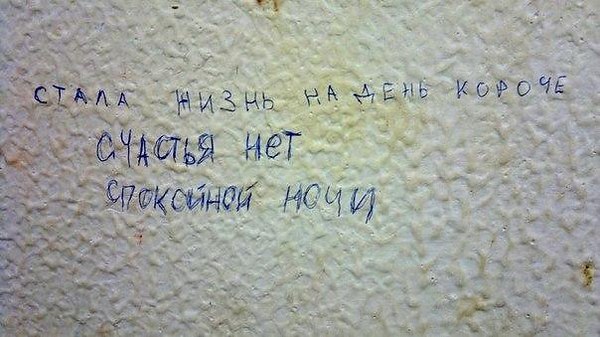 СТАЛА ЖИЗНЬ НА ДЕНЬ КОРОЧЕ
СЧАСТЬЯ НЕТ
СПОКОЙНОЙ НОЧИ